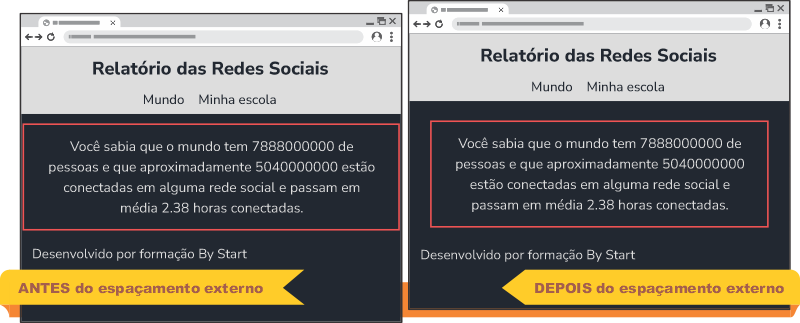 Relatório das Redes Sociais
Mundo Minha escola
Você sabia que o mundo tem 7888000000 de
pessoas e que aproximadamente 5040000000 estão
conectadas em alguma rede social e passam em
média 2.38 horas conectadas.
Desenvolvido por formação By Start
ANTES do espaçamento externo
Relatório das Redes Sociais
Mundo Minha escola
Você sabia que o mundo tem 7888000000 de
pessoas e que aproximadamente 5040000000
estão conectadas em alguma rede social e
passam em média 2.38 horas conectadas.
Desenvolvido por formação By Start
DEPOIS do espaçamento externo